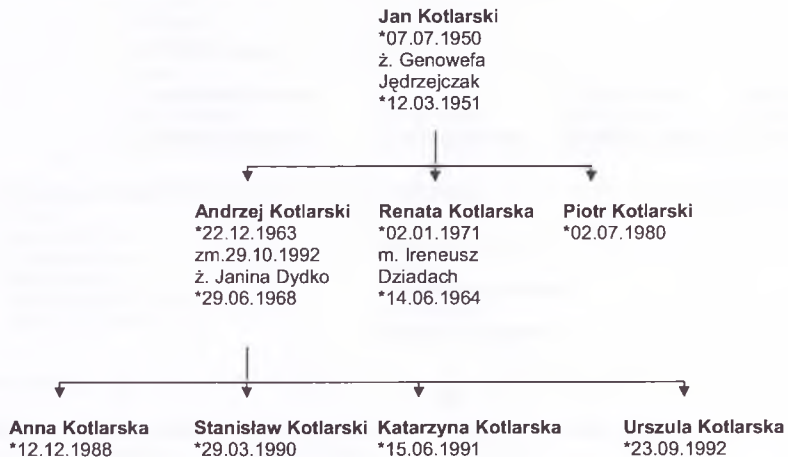 Jan Kotlarski
*07.07.1950
ż. Genowefa
Jędrzejczak
*12.03.1951
Andrzej Kotlarski
*22.12.1963
zm.29.10.1992
ż. Janina Dydko
*29.06.1968
Renata Kotlarska
*02.01.1971
m. Ireneusz
Dziadach
*14.06.1964
Piotr Kotlarski
*02.07.1980
Anna Kotlarska
*12.12.1988
Stanisław Kotlarski
*29.03.1990
Katarzyna Kotlarska
*15.06.1991
Urszula Kotlarska
*23.09.1992